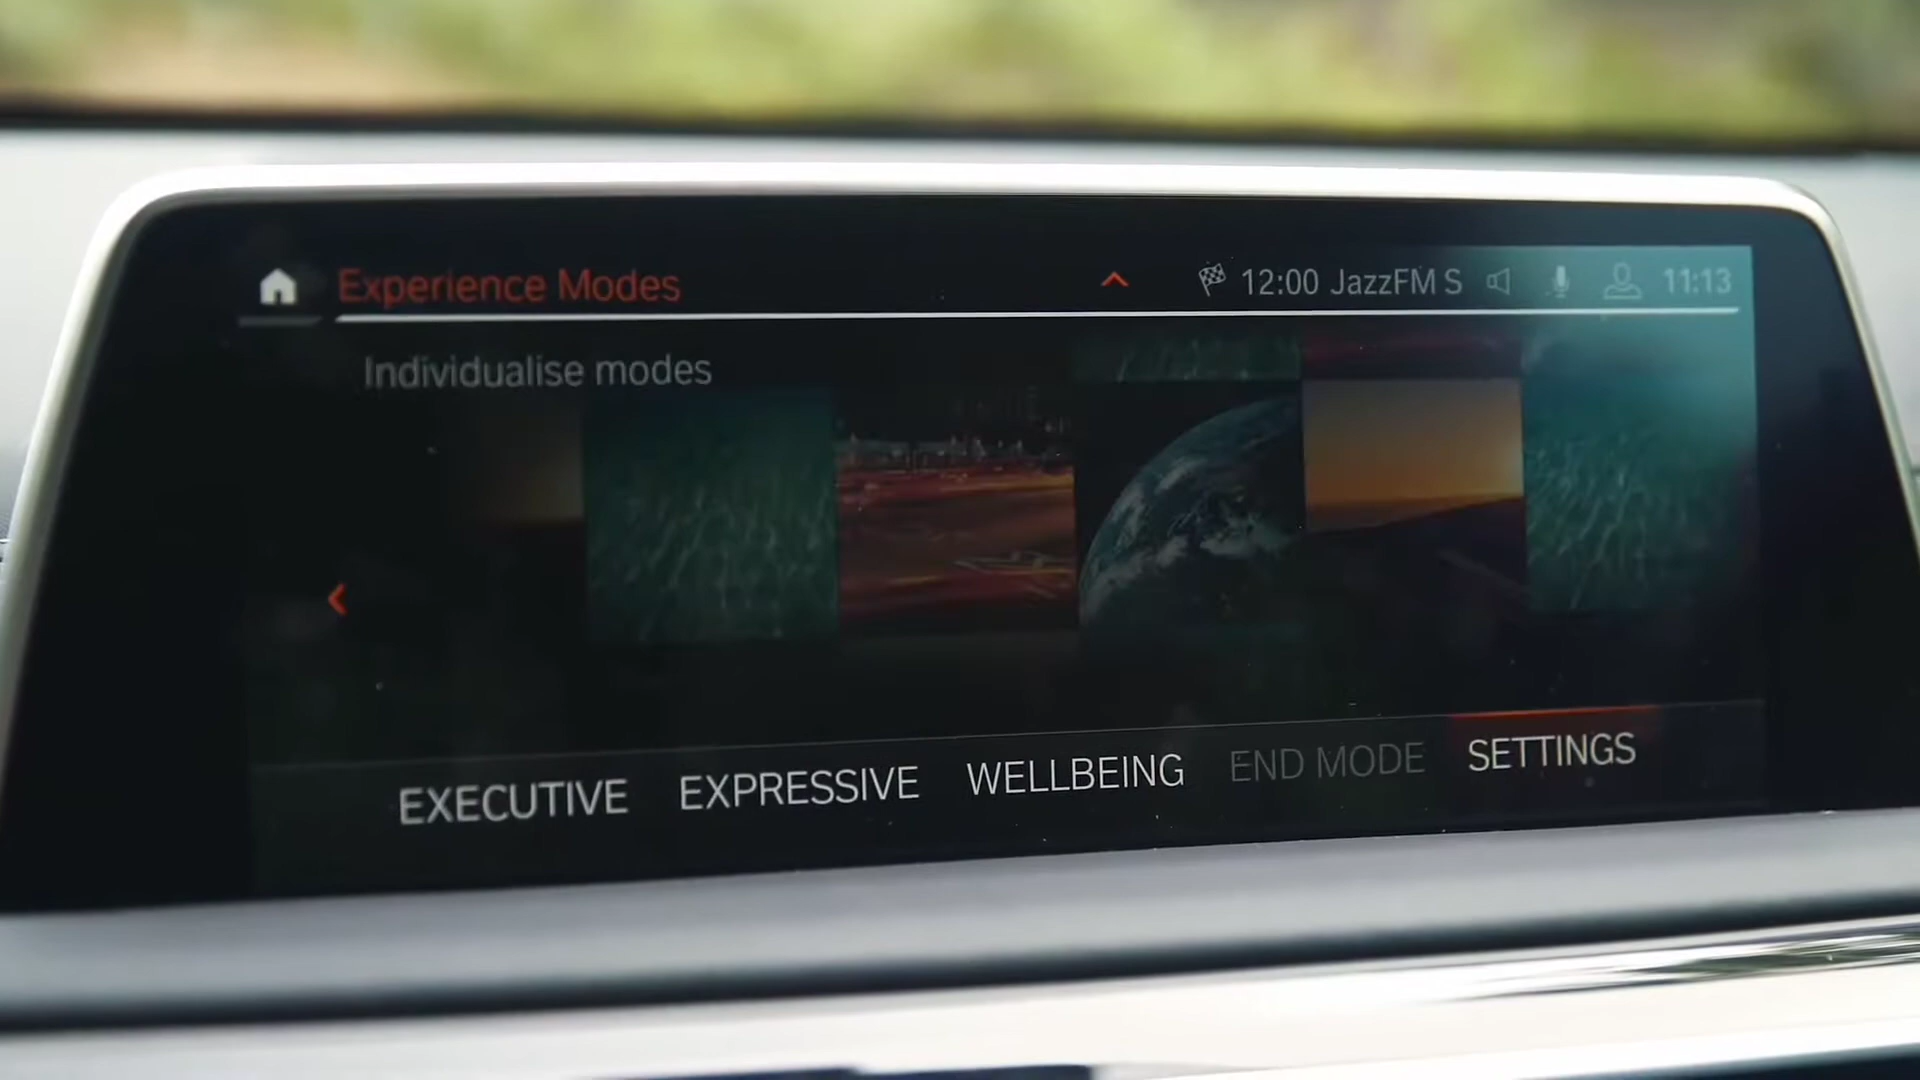 Experience Modes 12:00 JazzFM S 11:13
Individualise modes
EXECUTIVE EXPRESSIVE WELLBEING END MODE SETTINGS